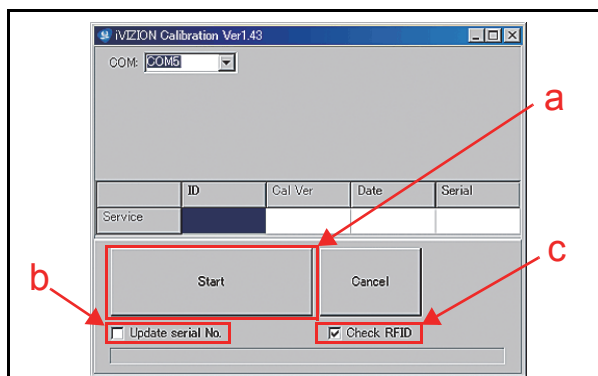 iVIZION Calibration Ver1.43
COM: COM5
a
ID Cal Ver Date Serial
Service
Start Cancel
b
c
Update serial No. Check RFID